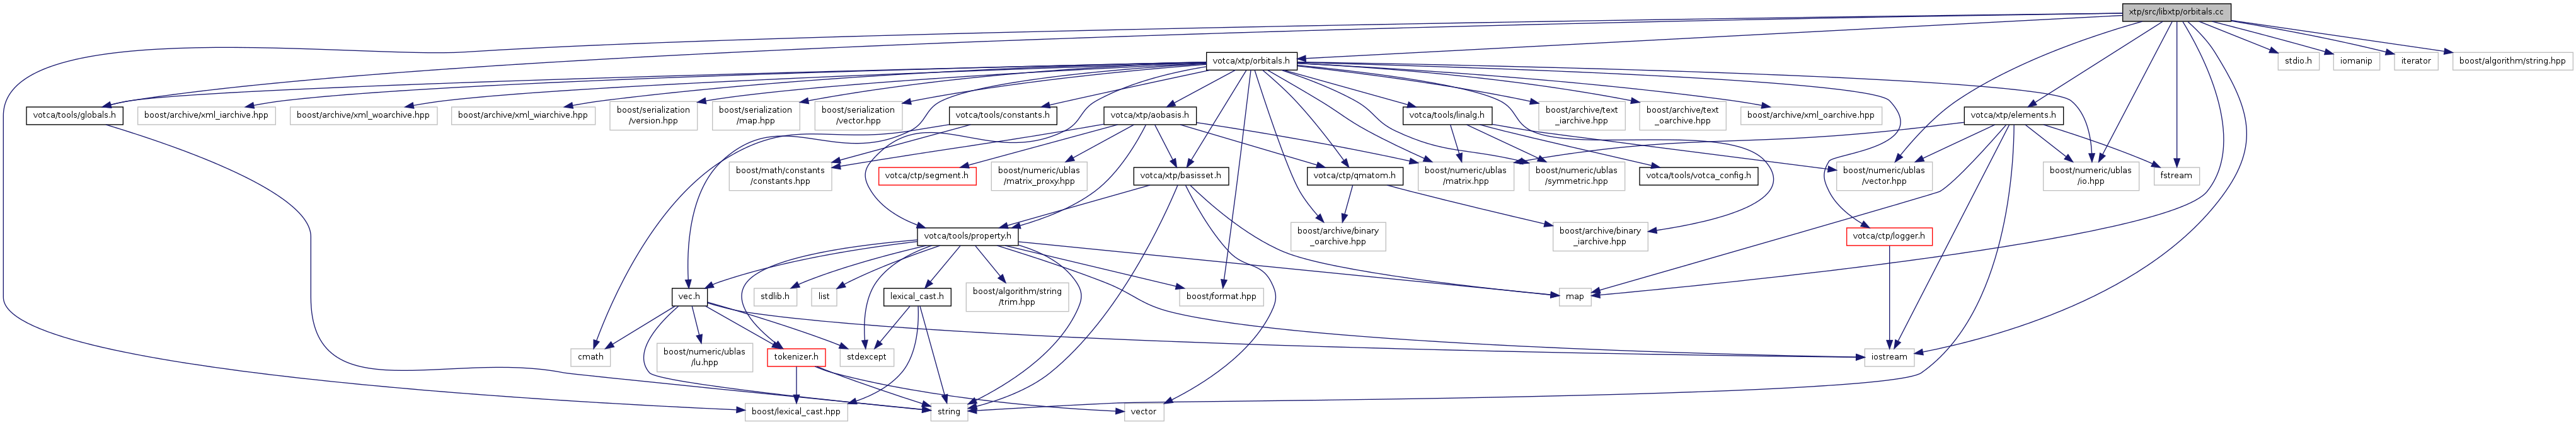 xtp/src/libxtp/orbitals.cc
votca/xtp/orbitals.h
stdio.h
iomanip
iterator
boost/algorithm/string.hpp
votca/tools/globals.h
boost/archive/xml_iarchive.hpp
boost/archive/xml_woarchive.hpp
boost/archive/xml_wiarchive.hpp
boost/serialization
/version.hpp
boost/serialization
/map.hpp
boost/serialization
/vector.hpp
votca/tools/constants.h
votca/xtp/aobasis.h
votca/tools/linalg.h
boost/archive/text
_iarchive.hpp
boost/archive/text
_oarchive.hpp
boost/archive/xml_oarchive.hpp
votca/xtp/elements.h
boost/math/constants
/constants.hpp
votca/ctp/segment.h
boost/numeric/ublas
/matrix_proxy.hpp
votca/xtp/basisset.h
votca/ctp/qmatom.h
boost/numeric/ublas
/matrix.hpp
boost/numeric/ublas
/symmetric.hpp
votca/tools/votca_config.h
boost/numeric/ublas
/vector.hpp
boost/numeric/ublas
/io.hpp
fstream
votca/tools/property.h
boost/archive/binary
_oarchive.hpp
boost/archive/binary
_iarchive.hpp
votca/ctp/logger.h
vec.h
stdlib.h
list
lexical_cast.h
boost/algorithm/string
/trim.hpp
boost/format.hpp
map
cmath
boost/numeric/ublas
/lu.hpp
tokenizer.h
stdexcept
iostream
boost/lexical_cast.hpp
string
vector